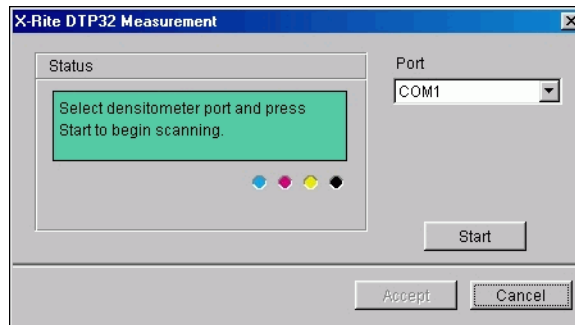 X-Rite DTP32 Measurement
Status
Select densitometer port and press
Start to begin scanning.
Port
COM1
Start
Accept
Cancel